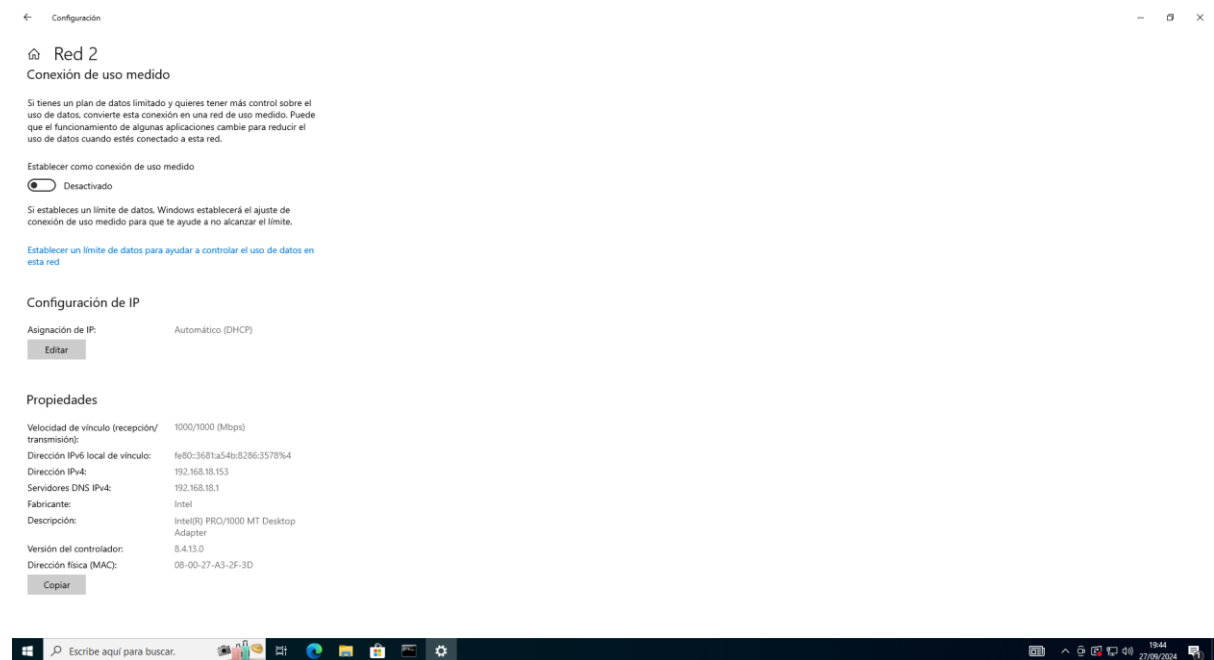 Configuración
Red 2
Conexión de uso medido
Si tienes un plan de datos limitado y quieres tener más control sobre el
uso de datos, convierte esta conexión en una red de uso medido. Puede
que el funcionamiento de algunas aplicaciones cambie para reducir el
uso de datos cuando estés conectado a esta red.
Establecer como conexión de uso medido
Desactivado
Si estableces un límite de datos, Windows establecerá el ajuste de
conexión de uso medido para que te ayude a no alcanzar el límite.
Establecer un límite de datos para ayudar a controlar el uso de datos en
esta red
Configuración de IP
Asignación de IP: Automático (DHCP)
Editar
Propiedades
Velocidad de vínculo (recepción/ 1000/1000 (Mbps)
transmisión):
Dirección IPv6 local de vínculo: fe80::3681:a54b:8286:3578%4
Dirección IPv4: 192.168.18.153
Servidores DNS IPv4: 192.168.18.1
Fabricante: Intel
Descripción: Intel(R) PRO/1000 MT Desktop
Adapter
Versión del controlador: 8.4.13.0
Dirección física (MAC): 08-00-27-A3-2F-3D
Copiar
Escribe aquí para buscar.
19:44
27/09/2024